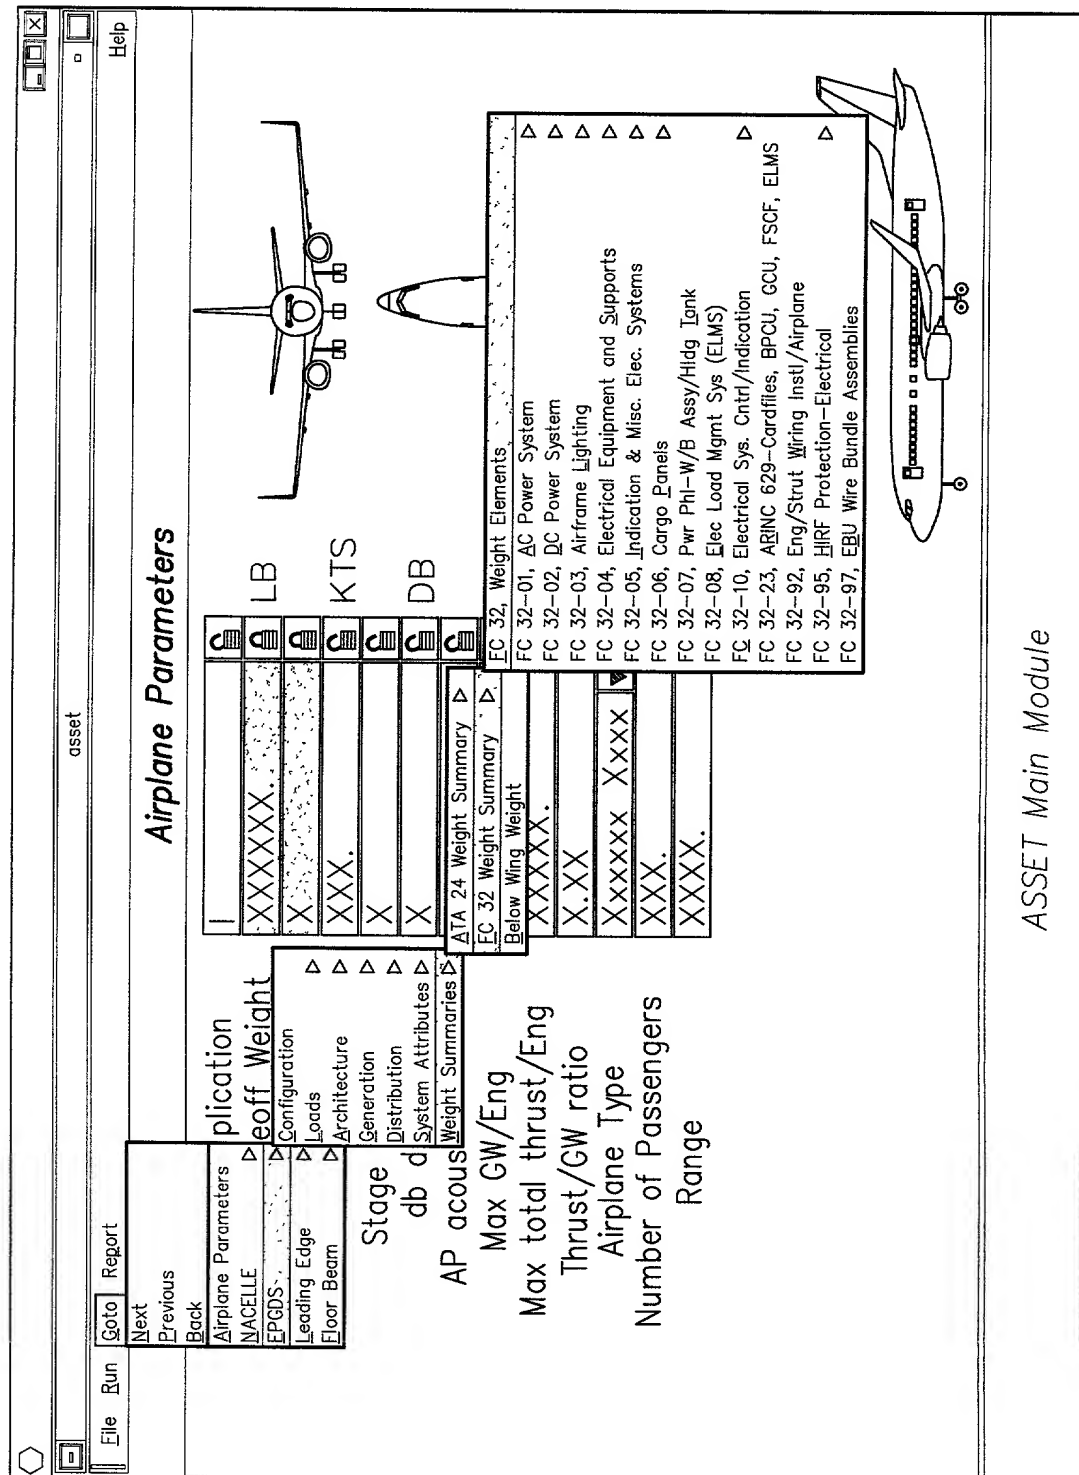 asset
File Run Goto Report Help
Airplane Parameters
Next
Previous
Back
Airplane Parameters
NACELLE
EPGDS
Leading Edge
Floor Beam
plication
eoff Weight
Configuration
Loads
Architecture
Generation
Distribution
System Attributes
Weight Summaries
ATA 24 Weight Summary
FC 32 Weight Summary
Below Wing Weight
FC 32, Weight Elements
FC 32-01, AC Power System
FC 32-02, DC Power System
FC 32-03, Airframe Lighting
FC 32-04, Electrical Equipment and Supports
FC 32-05, Indication & Misc. Elec. Systems
FC 32-06, Cargo Panels
FC 32-07, Pwr Phl-W/B Assy/Hldg Tank
FC 32-08, Elec Load Mgmt Sys (ELMS)
FC 32-10, Electrical Sys. Cntrl/Indication
FC 32-23, ARINC 629-Cardfiles, BPCU, GCU, FSCF, ELMS
FC 32-92, Eng/Strut Wiring Instl/Airplane
FC 32-95, HIRF Protection-Electrical
FC 32-97, EBU Wire Bundle Assemblies
XXXXXX. LB
X
XXX. KTS
Stage X
db d X DB
AP acous
Max GW/Eng
Max total thrust/Eng XXXXX.
Thrust/GW ratio X.XX
Airplane Type Xxxxxx Xxxx
Number of Passengers XXX.
Range XXXX.
ASSET Main Module